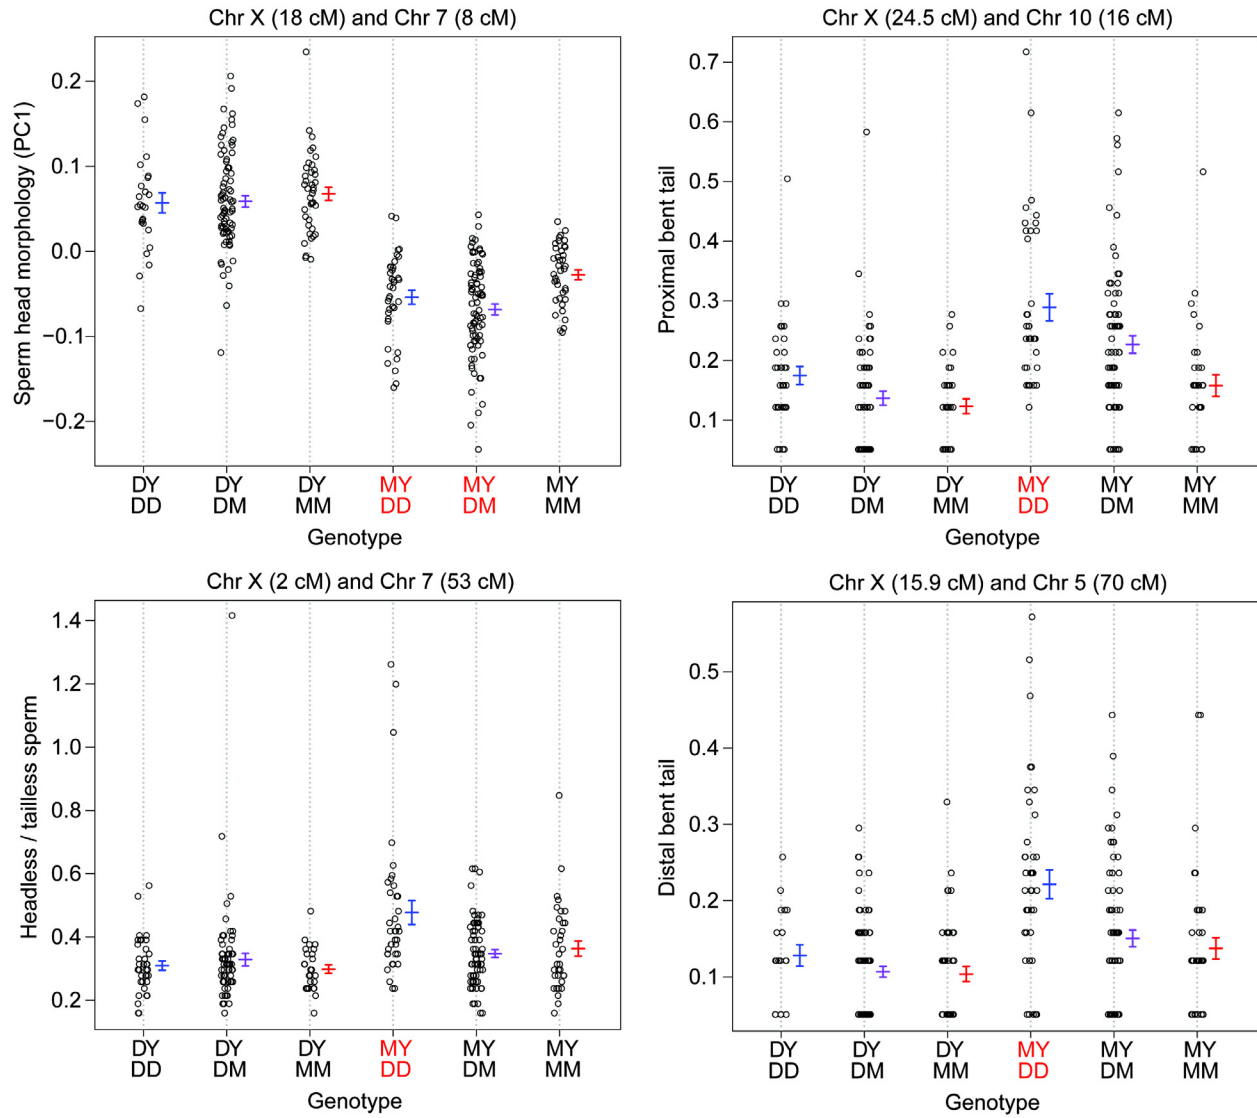 Chr X (18 cM) and Chr 7 (8 cM)
Sperm head morphology (PC1)
0.2
0.1
0.0
−0.1
−0.2
DY DY DY MY MY MY
DD DM MM DD DM MM
Genotype
Chr X (24.5 cM) and Chr 10 (16 cM)
Proximal bent tail
0.7
0.6
0.5
0.4
0.3
0.2
0.1
DY DY DY MY MY MY
DD DM MM DD DM MM
Genotype
Chr X (2 cM) and Chr 7 (53 cM)
Headless / tailless sperm
1.4
1.2
1.0
0.8
0.6
0.4
0.2
DY DY DY MY MY MY
DD DM MM DD DM MM
Genotype
Chr X (15.9 cM) and Chr 5 (70 cM)
Distal bent tail
0.5
0.4
0.3
0.2
0.1
DY DY DY MY MY MY
DD DM MM DD DM MM
Genotype